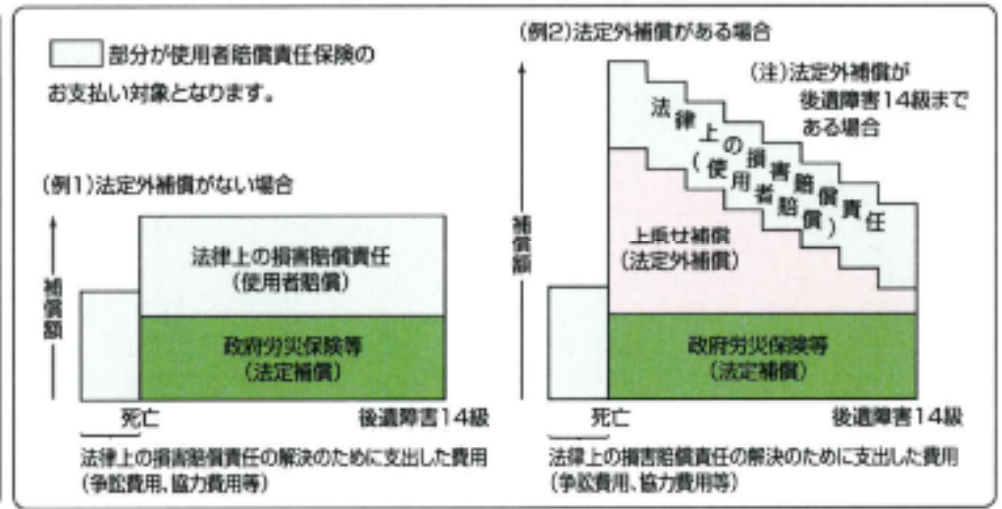 部分が使用者賠償責任保険の
お支払い対象となります。
(例1)法定外補償がない場合
補償額
法律上の損害賠償責任
(使用者賠償)
政府労災保険等
(法定補償)
死亡
後遺障害14級
法律上の損害賠償責任の解決のために支出した費用
(争訟費用、協力費用等)
(例2)法定外補償がある場合
(注)法定外補償が
後遺障害14級まで
ある場合
補償額
法律上の損害賠償責任
(使用者賠償)
上乗せ補償
(法定外補償)
政府労災保険等
(法定補償)
死亡
後遺障害14級
法律上の損害賠償責任の解決のために支出した費用
(争訟費用、協力費用等)